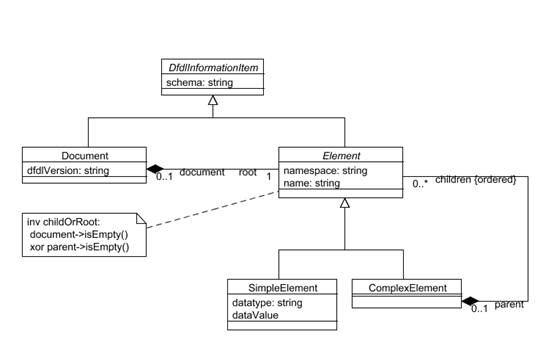 DfdlInformationItem
schema: string
Document
dfdlVersion: string
0..1
document
root
1
Element
namespace: string
name: string
0..*
children {ordered}
inv childOrRoot:
document->isEmpty()
xor parent->isEmpty()
SimpleElement
datatype: string
dataValue
ComplexElement
0..1
parent